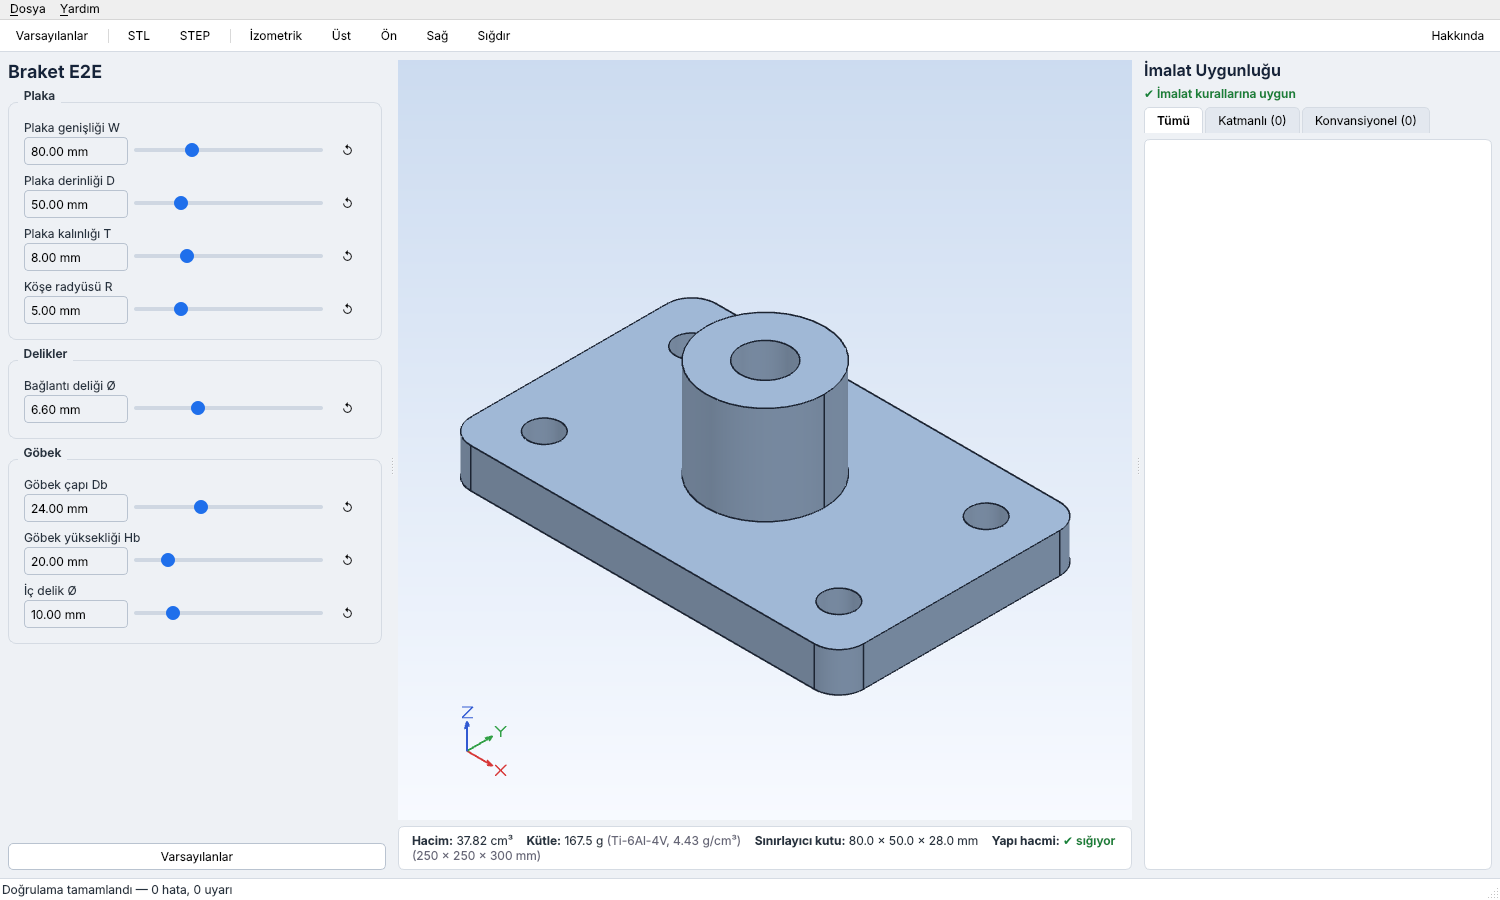 Dosya Yardım
Varsayılanlar STL STEP İzometrik Üst Ön Sağ Sığdır Hakkında
Braket E2E
Plaka
Plaka genişliği W
80.00 mm
Plaka derinliği D
50.00 mm
Plaka kalınlığı T
8.00 mm
Köşe radyüsü R
5.00 mm
Delikler
Bağlantı deliği Ø
6.60 mm
Göbek
Göbek çapı Db
24.00 mm
Göbek yüksekliği Hb
20.00 mm
İç delik Ø
10.00 mm
Varsayılanlar
Z
Y
X
Hacim: 37.82 cm³ Kütle: 167.5 g (Ti-6Al-4V, 4.43 g/cm³) Sınırlayıcı kutu: 80.0 × 50.0 × 28.0 mm Yapı hacmi: ✔ sığıyor
(250 × 250 × 300 mm)
İmalat Uygunluğu
✔ İmalat kurallarına uygun
Tümü Katmanlı (0) Konvansiyonel (0)
Doğrulama tamamlandı — 0 hata, 0 uyarı